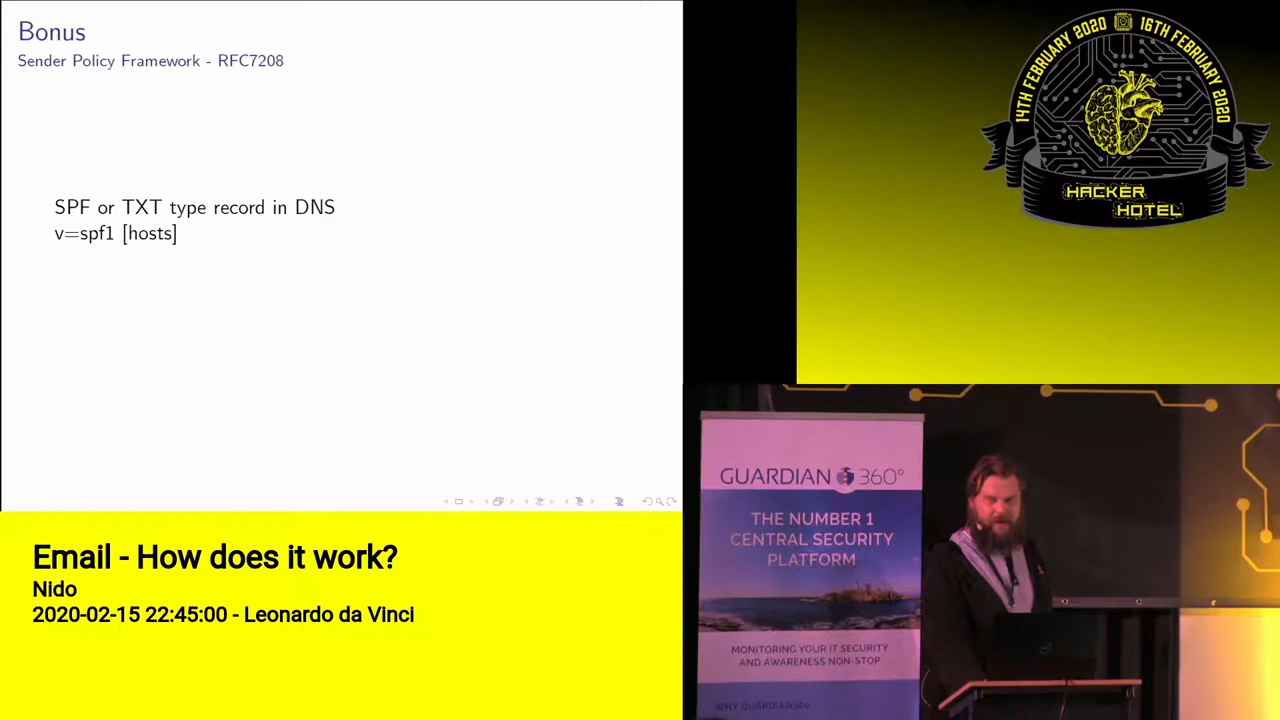 Bonus
Sender Policy Framework - RFC7208
SPF or TXT type record in DNS
v=spf1 [hosts]
14TH FEBRUARY 2020
16TH FEBRUARY 2020
HACKER
HOTEL
GUARDIAN 360°
THE NUMBER 1
CENTRAL SECURITY
PLATFORM
MONITORING YOUR IT SECURITY
AND AWARENESS NON-STOP
WHY GUARDIAN360
Email - How does it work?
Nido
2020-02-15 22:45:00 - Leonardo da Vinci